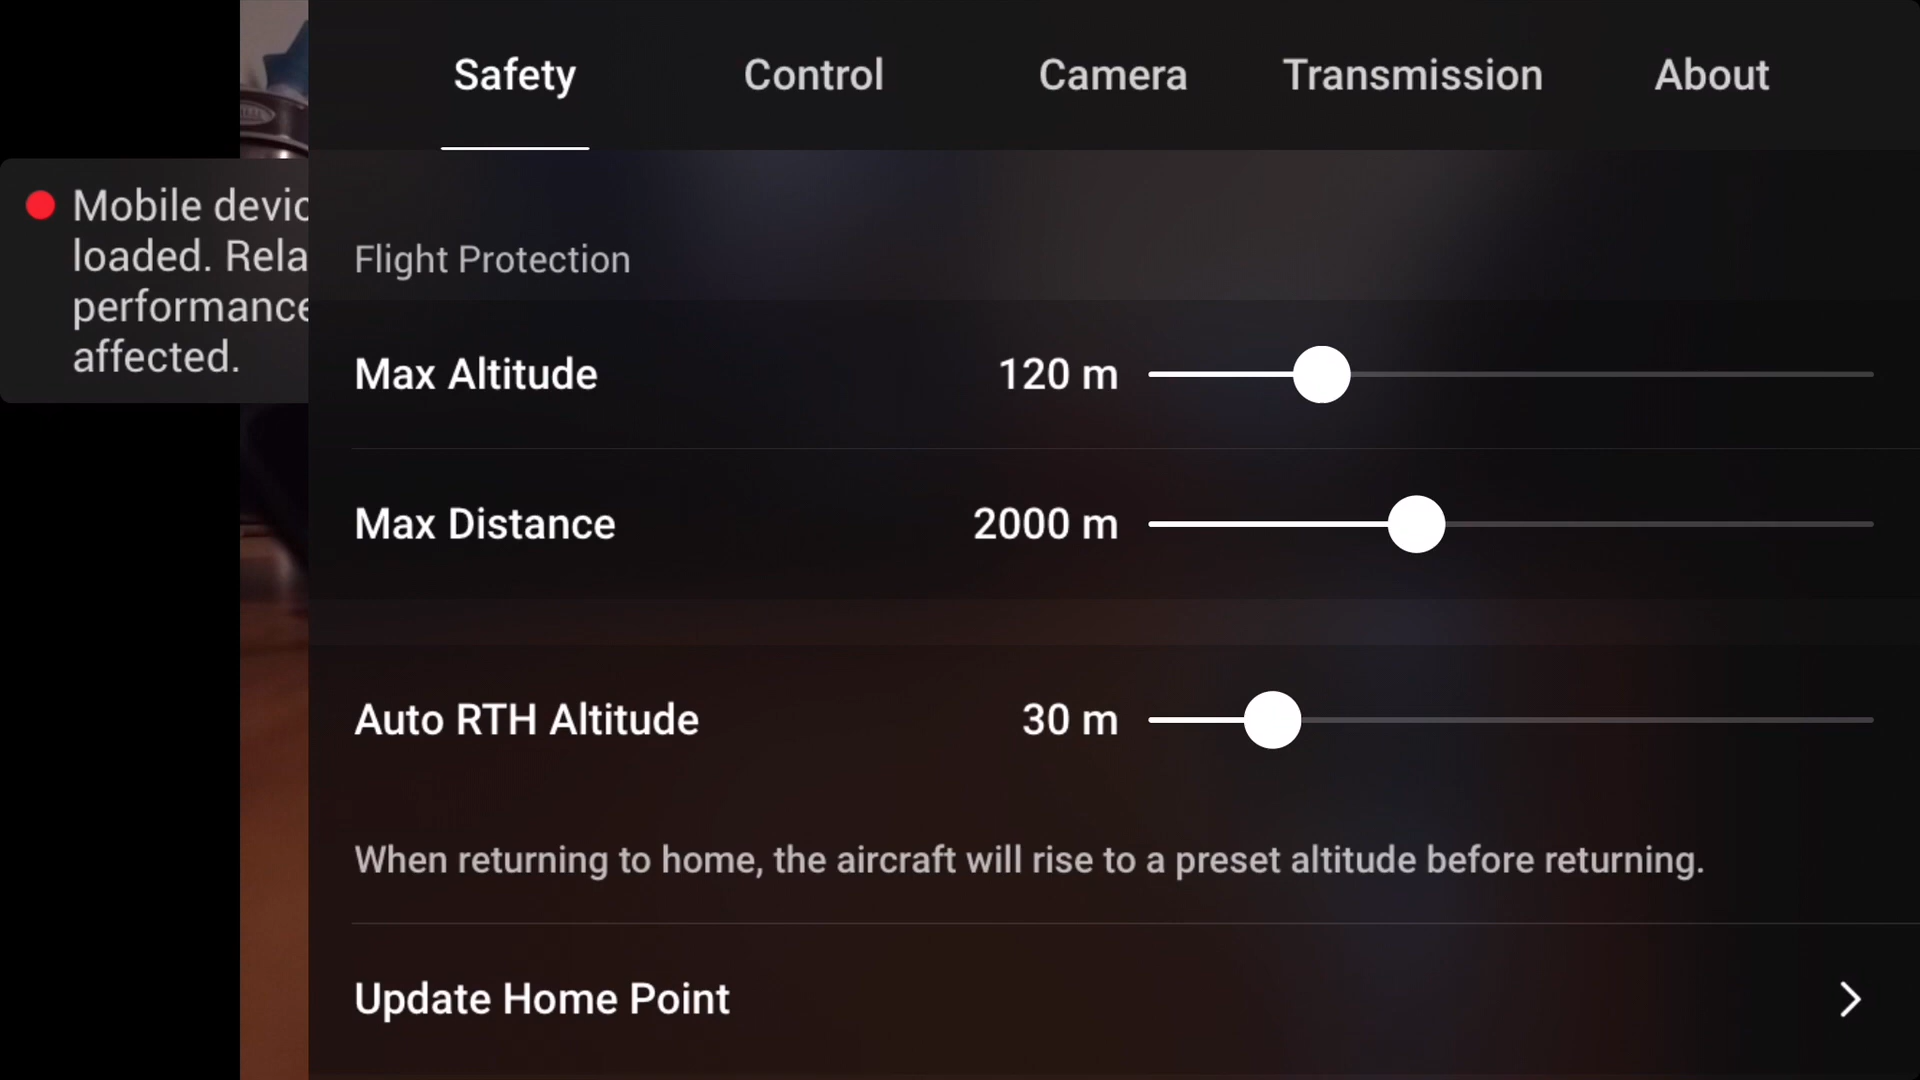 Safety Control Camera Transmission About
Mobile devic
loaded. Rela
performance
affected.
Flight Protection
Max Altitude 120 m
Max Distance 2000 m
Auto RTH Altitude 30 m
When returning to home, the aircraft will rise to a preset altitude before returning.
Update Home Point